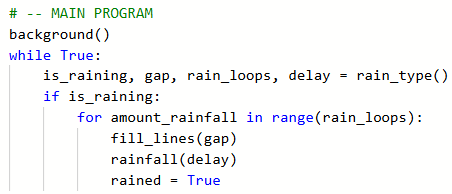 # -- MAIN PROGRAM
background()
while True:
    is_raining, gap, rain_loops, delay = rain_type()
    if is_raining:
        for amount_rainfall in range(rain_loops):
            fill_lines(gap)
            rainfall(delay)
            rained = True